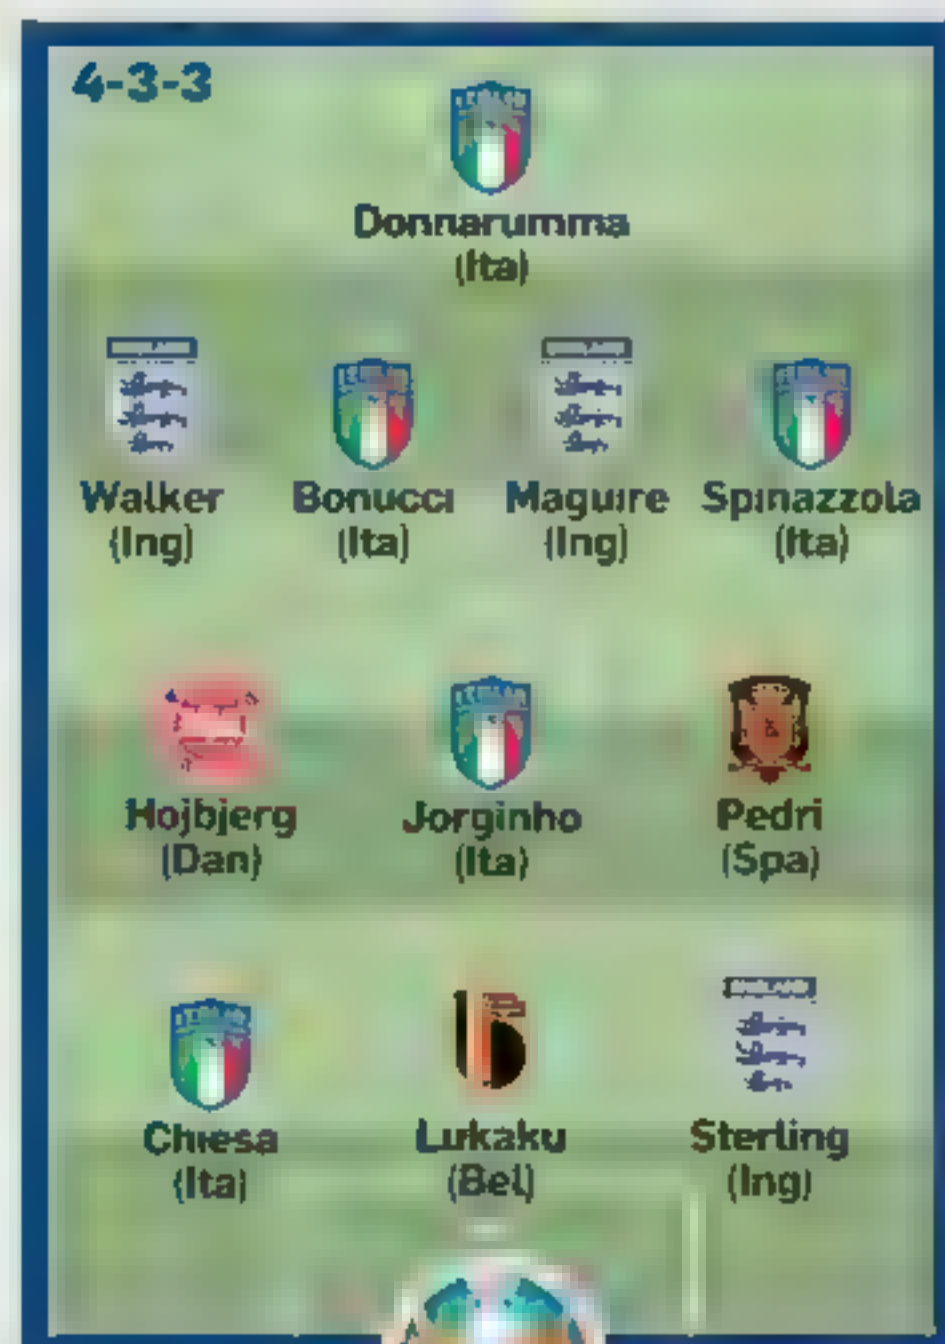 4-3-3
Donnarumma
(Ita)
Walker Bonucci Maguire Spinazzola
(Ing) (Ita) (Ing) (Ita)
Hojbjerg Jorginho Pedri
(Dan) (Ita) (Spa)
Chiesa Lukaku Sterling
(Ita) (Bel) (Ing)